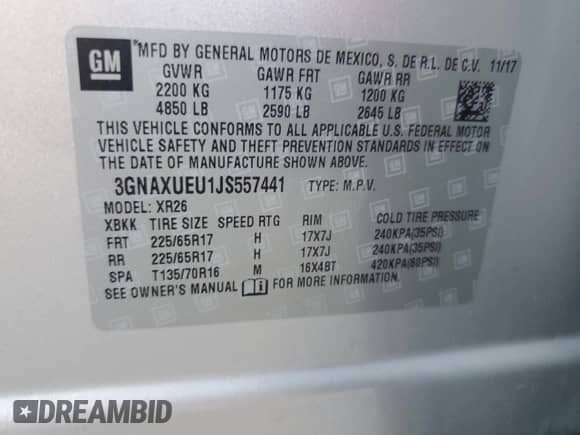 GM
*MFD BY GENERAL MOTORS DE MEXICO, S. DE R.L. DE C.V. 11/17
GVWR GAWR FRT GAWR RR
2200 KG 1175 KG 1200 KG
4850 LB 2590 LB 2645 LB
THIS VEHICLE CONFORMS TO ALL APPLICABLE U.S. FEDERAL MOTOR
VEHICLE SAFETY AND THEFT PREVENTION STANDARDS IN EFFECT ON
THE DATE OF MANUFACTURE SHOWN ABOVE.
3GNAXUEU1JS557441 TYPE: M.P.V.
MODEL: XR26
XBKK TIRE SIZE SPEED RTG RIM COLD TIRE PRESSURE
FRT 225/65R17 H 17X7J 240KPA(35PSI)
RR 225/65R17 H 17X7J 240KPA(35PSI)
SPA T135/70R16 M 16X4BT 420KPA(60PSI)
SEE OWNER'S MANUAL FOR MORE INFORMATION.
DREAMBID